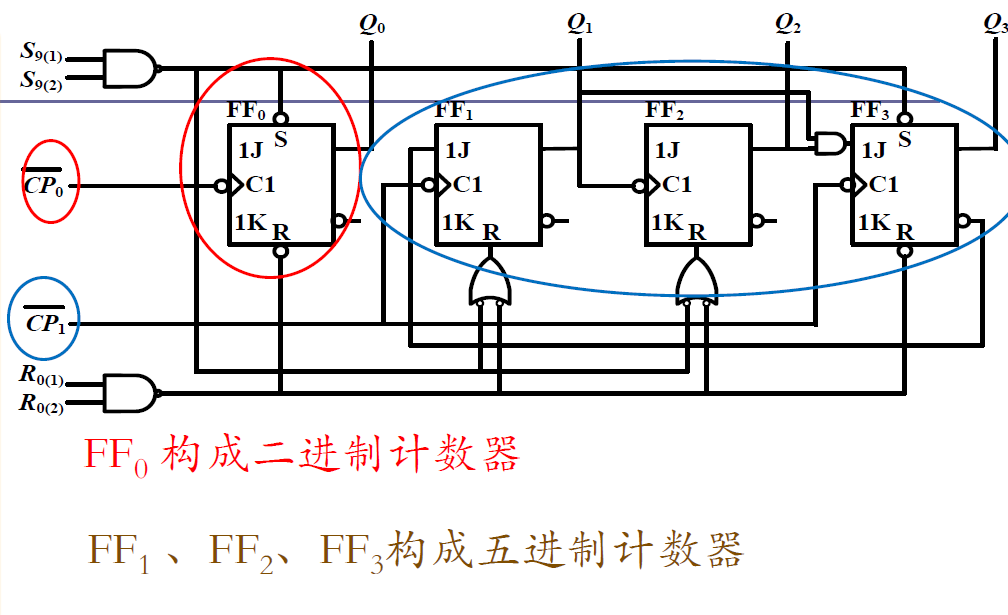 Q0 Q1 Q2 Q3
S9(1)
S9(2)
FF0 FF1 FF2 FF3
S S
1J 1J 1J 1J
CP0 C1 C1 C1 C1
1K 1K 1K 1K
R R R R
CP1
R0(1)
R0(2)
FF0 构成二进制计数器
FF1 、FF2、FF3构成五进制计数器